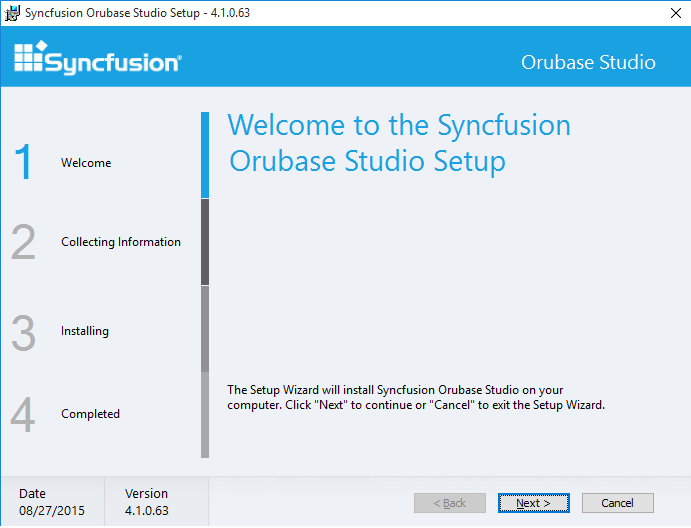 Syncfusion Orubase Studio Setup - 4.1.0.63
Syncfusion®
Orubase Studio
1 Welcome
2 Collecting Information
3 Installing
4 Completed
Welcome to the Syncfusion
Orubase Studio Setup
The Setup Wizard will install Syncfusion Orubase Studio on your
computer. Click "Next" to continue or "Cancel" to exit the Setup Wizard.
Date
08/27/2015
Version
4.1.0.63
< Back
Next >
Cancel